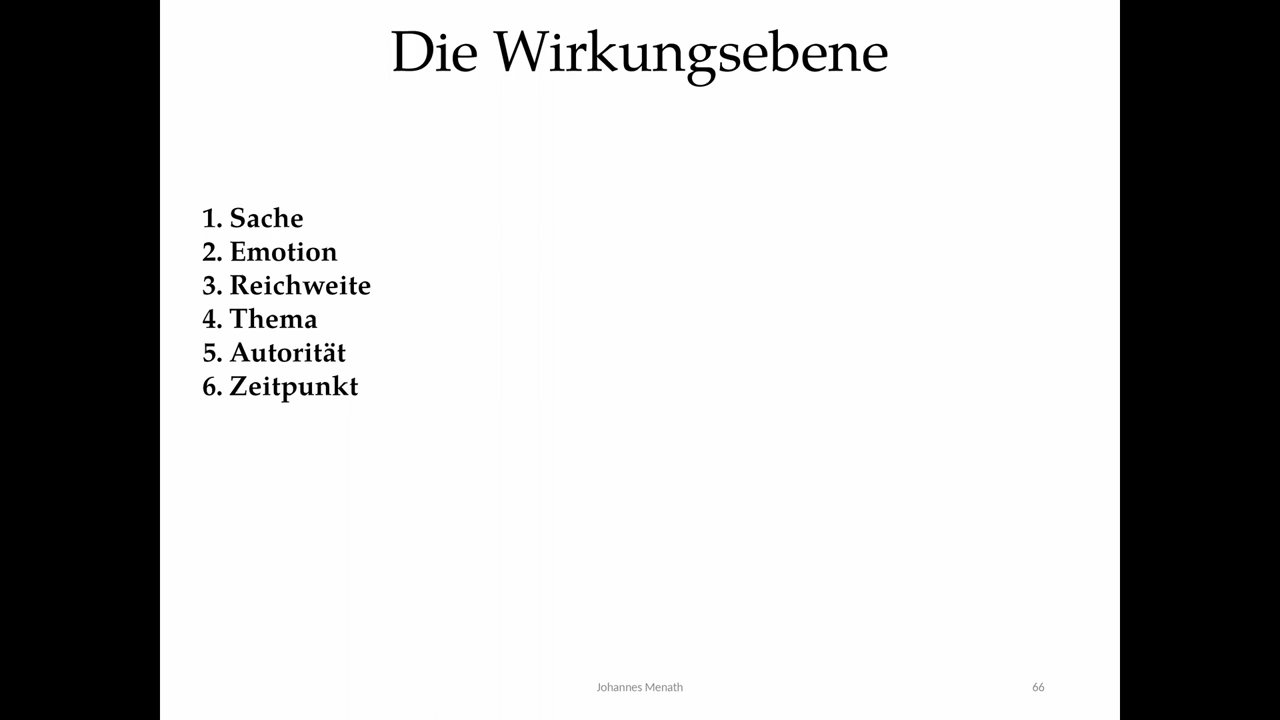 Die Wirkungsebene
1. Sache
2. Emotion
3. Reichweite
4. Thema
5. Autorität
6. Zeitpunkt
Johannes Menath
66